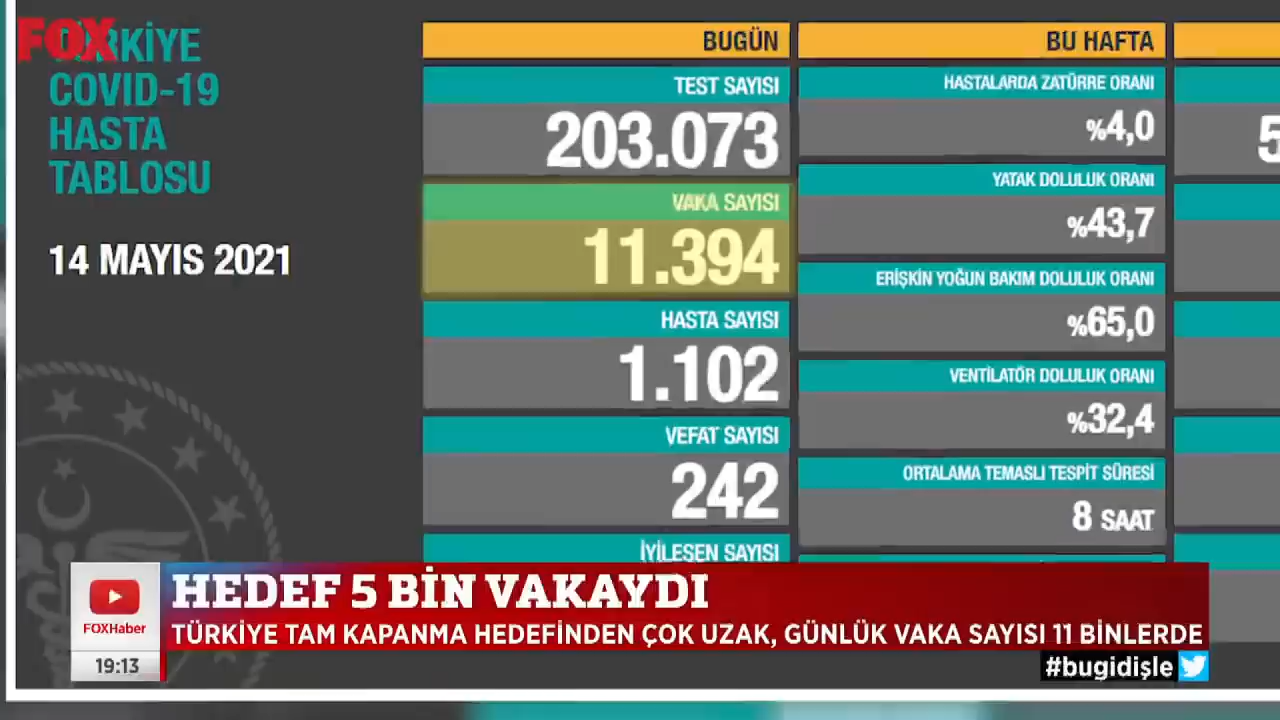 FOX
TÜRKİYE
COVID-19
HASTA
TABLOSU
14 MAYIS 2021
BUGÜN
TEST SAYISI
203.073
VAKA SAYISI
11.394
HASTA SAYISI
1.102
VEFAT SAYISI
242
İYİLEŞEN SAYISI
BU HAFTA
HASTALARDA ZATÜRRE ORANI
%4,0
YATAK DOLULUK ORANI
%43,7
ERİŞKİN YOĞUN BAKIM DOLULUK ORANI
%65,0
VENTİLATÖR DOLULUK ORANI
%32,4
ORTALAMA TEMASLI TESPİT SÜRESİ
8 SAAT
5
HEDEF 5 BİN VAKAYDI
TÜRKİYE TAM KAPANMA HEDEFİNDEN ÇOK UZAK, GÜNLÜK VAKA SAYISI 11 BİNLERDE
FOXHaber
19:13
#bugidişle